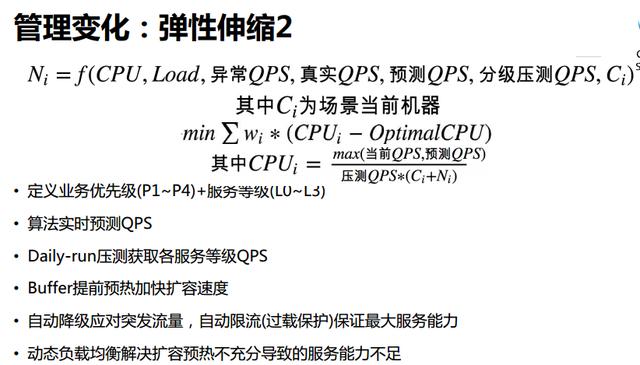 管理变化：弹性伸缩2
N_i = f(CPU, Load, 异常QPS, 真实QPS, 预测QPS, 分级压测QPS, C_i)
其中C_i为场景当前机器
min ∑ w_i * (CPU_i − OptimalCPU)
其中CPU_i = max(当前QPS,预测QPS) / 压测QPS*(C_i+N_i)
• 定义业务优先级(P1~P4)+服务等级(L0~L3)
• 算法实时预测QPS
• Daily-run压测获取各服务等级QPS
• Buffer提前预热加快扩容速度
• 自动降级应对突发流量，自动限流(过载保护)保证最大服务能力
• 动态负载均衡解决扩容预热不充分导致的服务能力不足